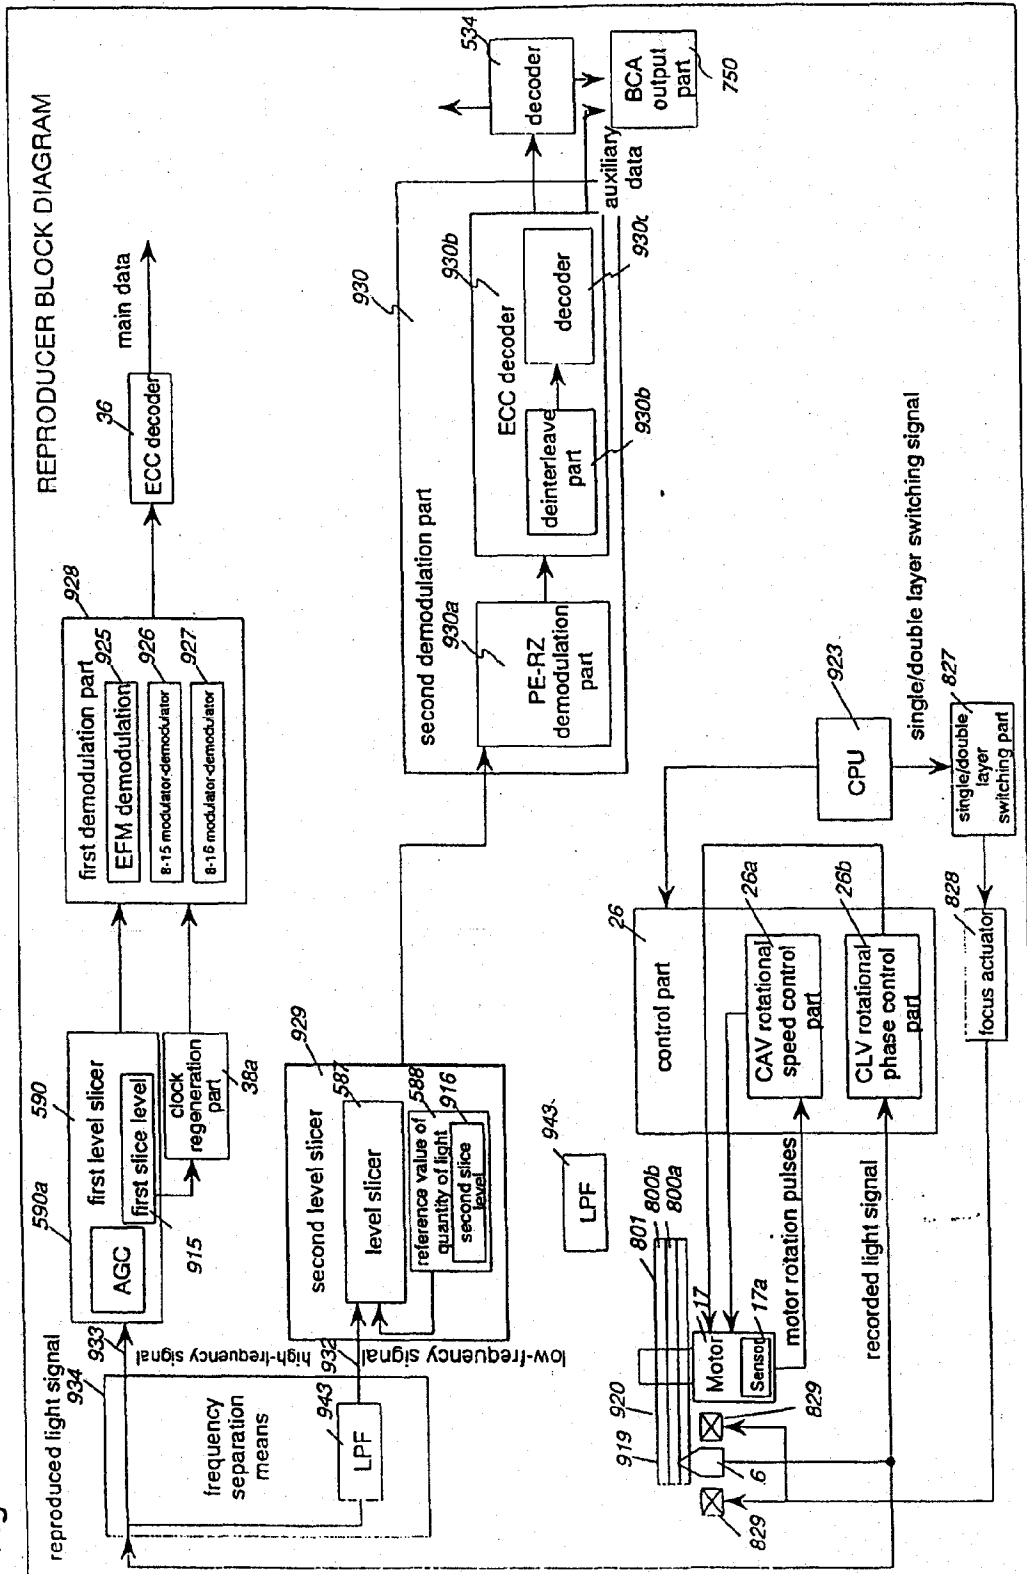 REPRODUCER BLOCK DIAGRAM
reproduced light signal
934
933
high-frequency signal
frequency
separation
means
943
LPF
932
low-frequency signal
590a
590
first level slicer
AGC
first slice level
915
clock
regeneration
part
38a
928
first demodulation part
925
EFM demodulation
926
8-15 modulator-demodulator
927
8-16 modulator-demodulator
36
ECC decoder
main data
929
second level slicer
587
level slicer
588
reference value of
quantity of light
916
second slice
level
930
second demodulation part
930a
PE-RZ
demodulation
part
930b
ECC decoder
deinterleave
part
930b
decoder
930c
auxiliary
data
534
decoder
BCA
output
part
750
943
LPF
919
920
801
800b
800a
17
Motor
17a
Sensor
829
6
829
motor rotation pulses
recorded light signal
26
control part
26a
CAV rotational
speed control
part
26b
CLV rotational
phase control
part
923
CPU
single/double layer switching signal
827
single/double
layer
switching part
828
focus actuator